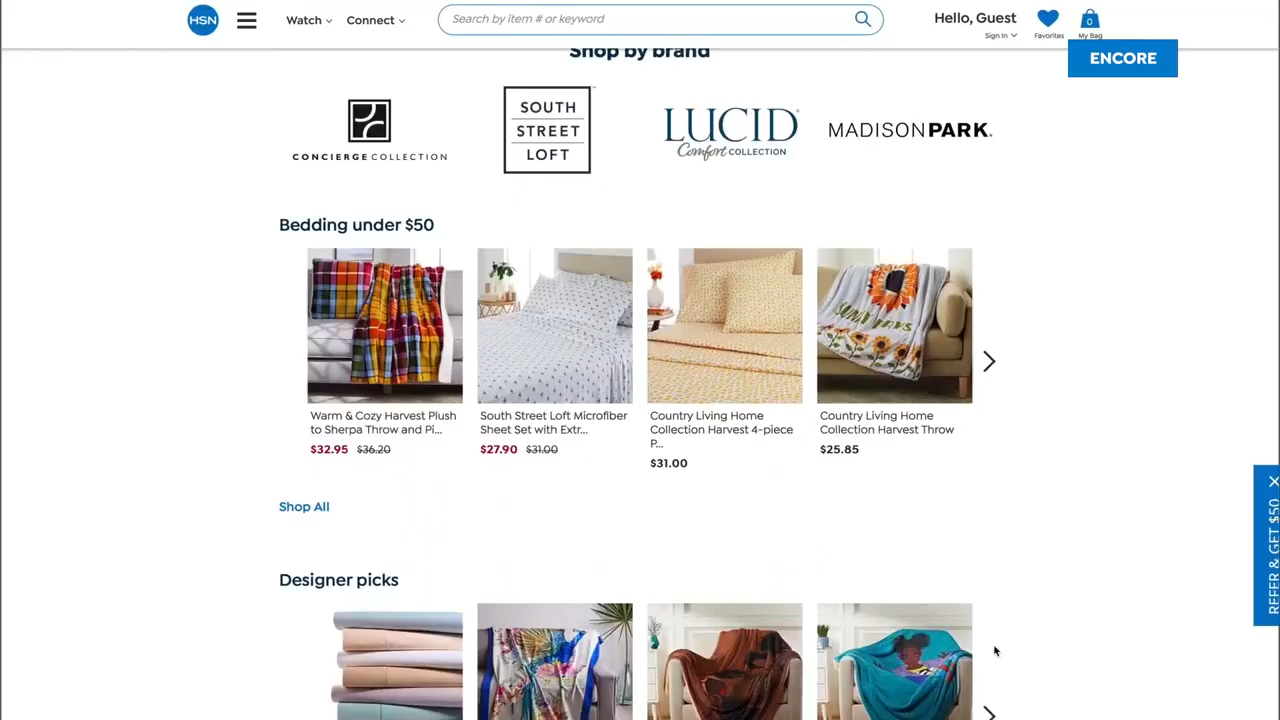 HSN
Watch
Connect
Search by item # or keyword
Hello, Guest
Sign In
Favorites
0
My Bag
ENCORE
Shop by brand
CONCIERGE COLLECTION
SOUTH
STREET
LOFT
LUCID
Comfort COLLECTION
MADISON PARK.
Bedding under $50
Warm & Cozy Harvest Plush
to Sherpa Throw and Pi...
$32.95 $36.20
South Street Loft Microfiber
Sheet Set with Extr...
$27.90 $31.00
Country Living Home
Collection Harvest 4-piece
P...
$31.00
Country Living Home
Collection Harvest Throw
$25.85
Shop All
Designer picks
REFER & GET $50